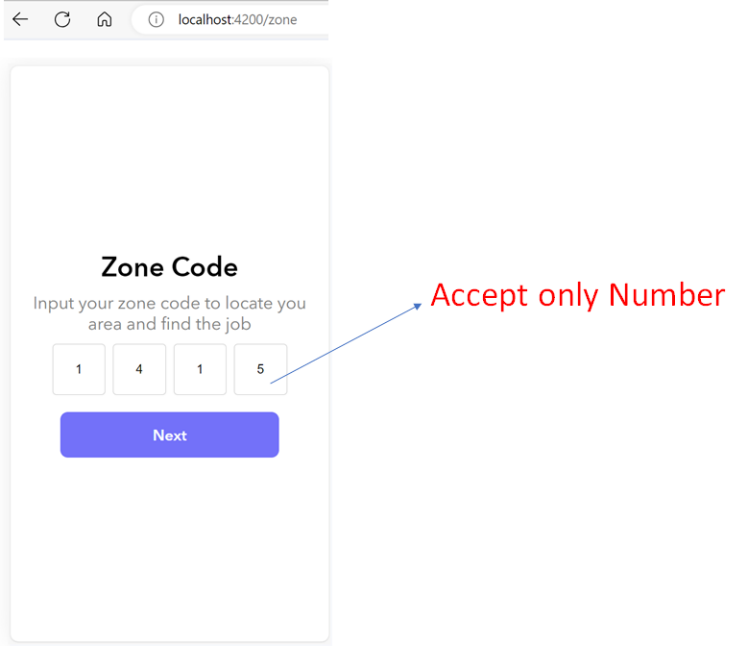 localhost:4200/zone
Zone Code
Input your zone code to locate you
area and find the job
1 4 1 5
Next
Accept only Number